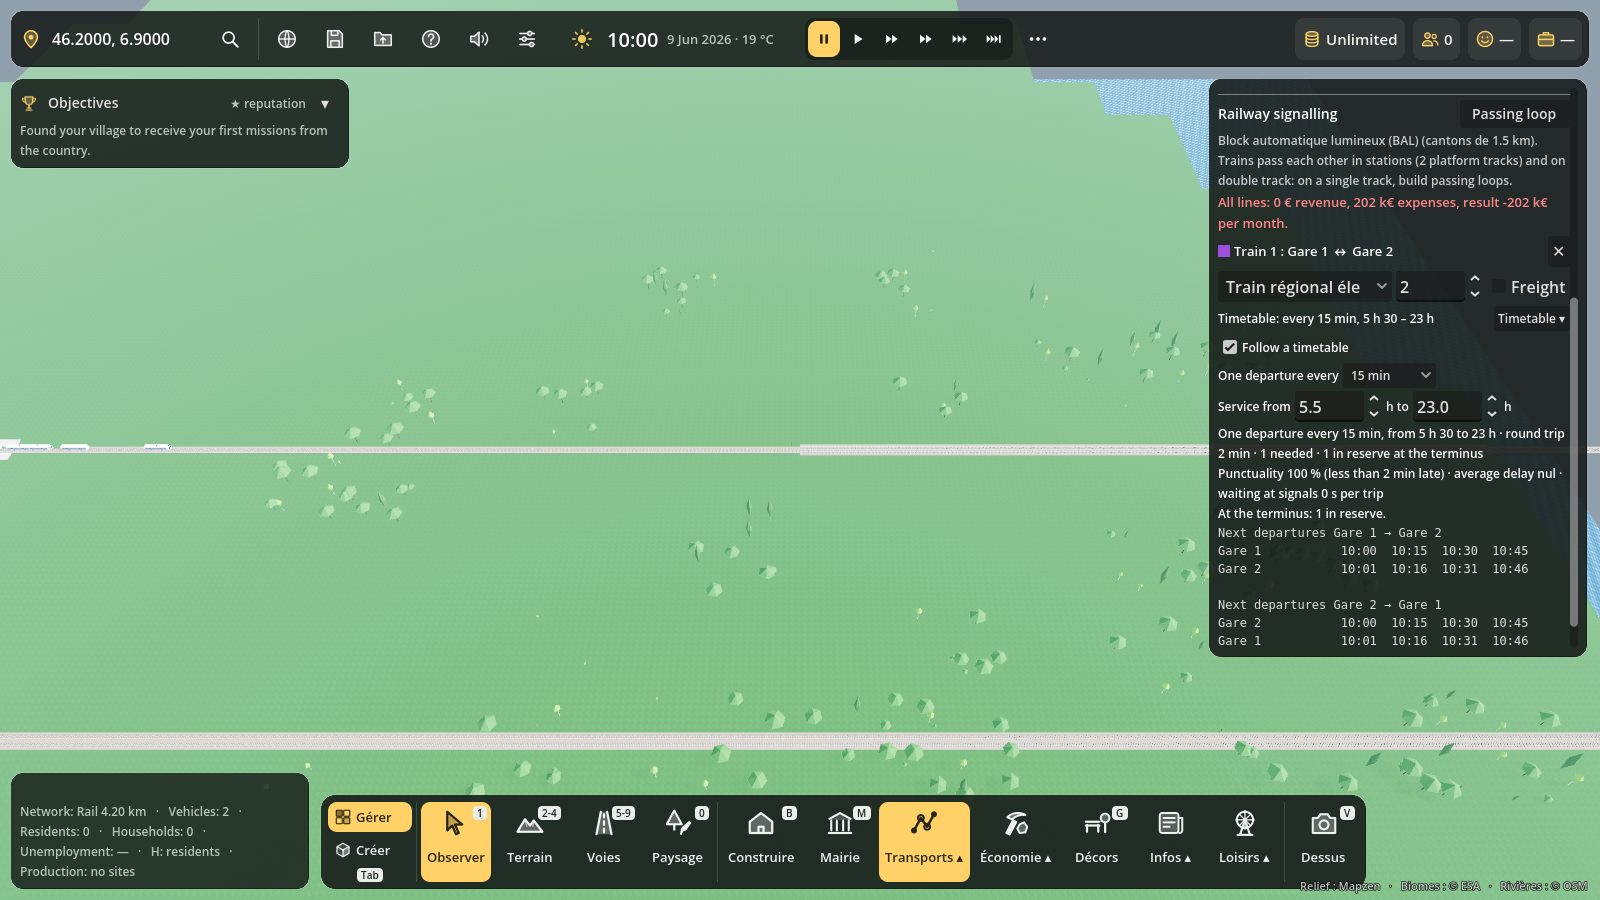 46.2000, 6.9000
10:00 9 Jun 2026 · 19 °C
Unlimited
0
—
—
Objectives ★ reputation ▼
Found your village to receive your first missions from
the country.
Railway signalling Passing loop
Block automatique lumineux (BAL) (cantons de 1.5 km).
Trains pass each other in stations (2 platform tracks) and on
double track: on a single track, build passing loops.
All lines: 0 € revenue, 202 k€ expenses, result -202 k€
per month.
Train 1 : Gare 1 ↔ Gare 2
Train régional éle 2 Freight
Timetable: every 15 min, 5 h 30 – 23 h Timetable ▾
Follow a timetable
One departure every 15 min
Service from 5.5 h to 23.0 h
One departure every 15 min, from 5 h 30 to 23 h · round trip
2 min · 1 needed · 1 in reserve at the terminus
Punctuality 100 % (less than 2 min late) · average delay nul ·
waiting at signals 0 s per trip
At the terminus: 1 in reserve.
Next departures Gare 1 → Gare 2
Gare 1 10:00 10:15 10:30 10:45
Gare 2 10:01 10:16 10:31 10:46
Next departures Gare 2 → Gare 1
Gare 2 10:00 10:15 10:30 10:45
Gare 1 10:01 10:16 10:31 10:46
Network: Rail 4.20 km · Vehicles: 2 ·
Residents: 0 · Households: 0 ·
Unemployment: — · H: residents ·
Production: no sites
Gérer
Créer
Tab
1
Observer
2-4
Terrain
5-9
Voies
0
Paysage
B
Construire
M
Mairie
Transports ▴
Économie ▴
G
Décors
Infos ▴
Loisirs ▴
V
Dessus
Relief : Mapzen · Biomes : © ESA · Rivières : © OSM